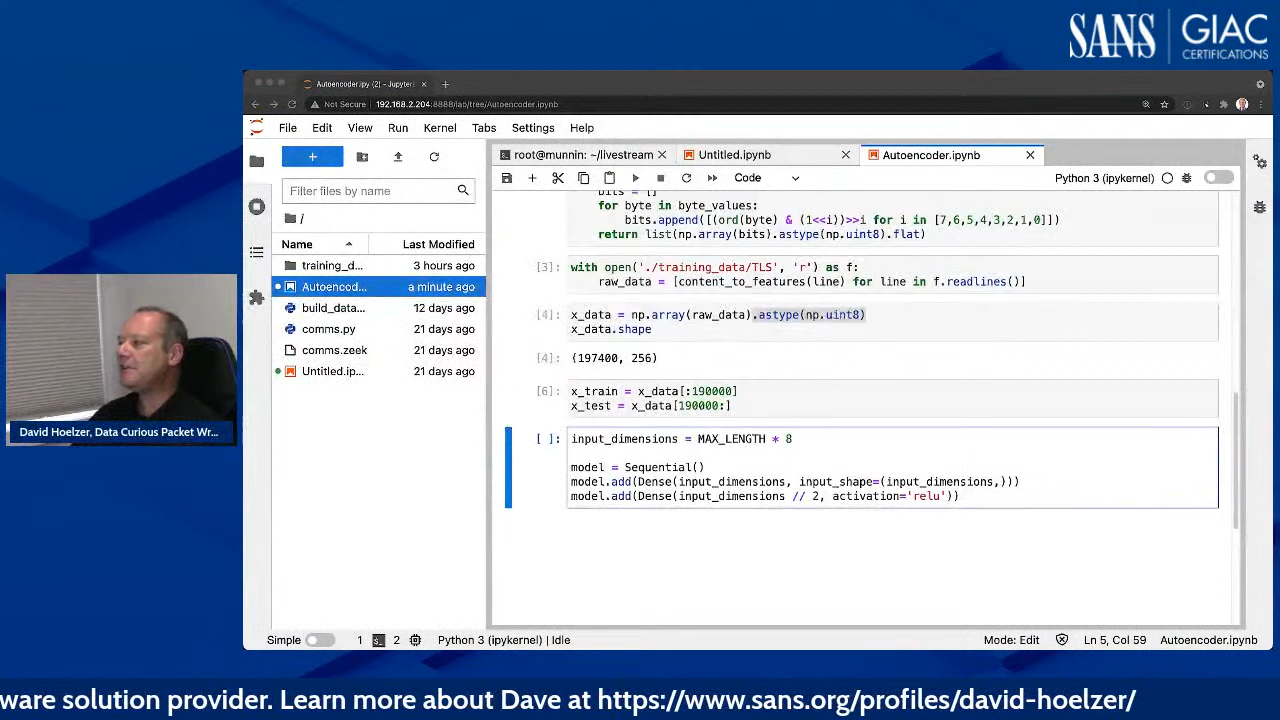 SANS GIAC
CERTIFICATIONS
Autoencoder.ipy (2) - Jupyter
Not Secure 192.168.2.204:8888/lab/tree/Autoencoder.ipynb
File Edit View Run Kernel Tabs Settings Help
root@munnin: ~/livestream Untitled.ipynb Autoencoder.ipynb
Code Python 3 (ipykernel)
Filter files by name
/
Name Last Modified
training_d... 3 hours ago
Autoencod... a minute ago
build_data... 12 days ago
comms.py 21 days ago
comms.zeek 21 days ago
Untitled.ip... 21 days ago
bits = []
for byte in byte_values:
bits.append([(ord(byte) & (1<<i))>>i for i in [7,6,5,4,3,2,1,0]])
return list(np.array(bits).astype(np.uint8).flat)
[3]: with open('./training_data/TLS', 'r') as f:
raw_data = [content_to_features(line) for line in f.readlines()]
[4]: x_data = np.array(raw_data).astype(np.uint8)
x_data.shape
[4]: (197400, 256)
[6]: x_train = x_data[:190000]
x_test = x_data[190000:]
[ ]: input_dimensions = MAX_LENGTH * 8
model = Sequential()
model.add(Dense(input_dimensions, input_shape=(input_dimensions,)))
model.add(Dense(input_dimensions // 2, activation='relu'))
David Hoelzer, Data Curious Packet Wr...
Simple 1 2 Python 3 (ipykernel) | Idle Mode: Edit Ln 5, Col 59 Autoencoder.ipynb
ware solution provider. Learn more about Dave at https://www.sans.org/profiles/david-hoelzer/